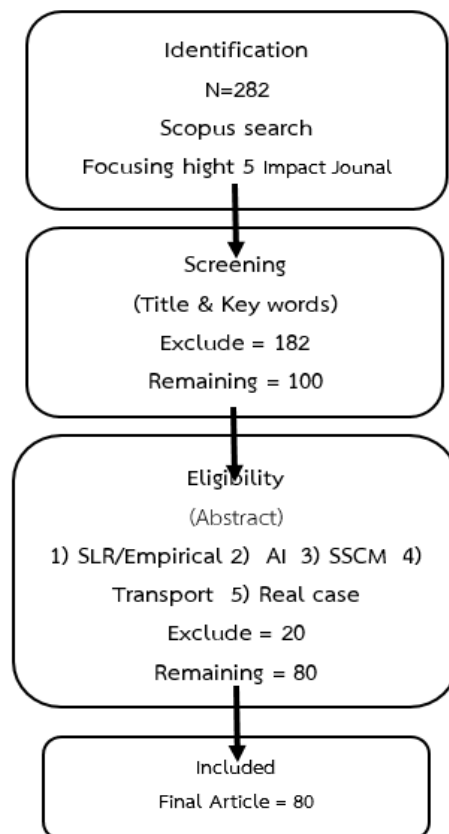 Identification
N=282
Scopus search
Focusing hight 5 Impact Jounal
Screening
(Title & Key words)
Exclude = 182
Remaining = 100
Eligibility
(Abstract)
1) SLR/Empirical 2) AI 3) SSCM 4)
Transport 5) Real case
Exclude = 20
Remaining = 80
Included
Final Article = 80